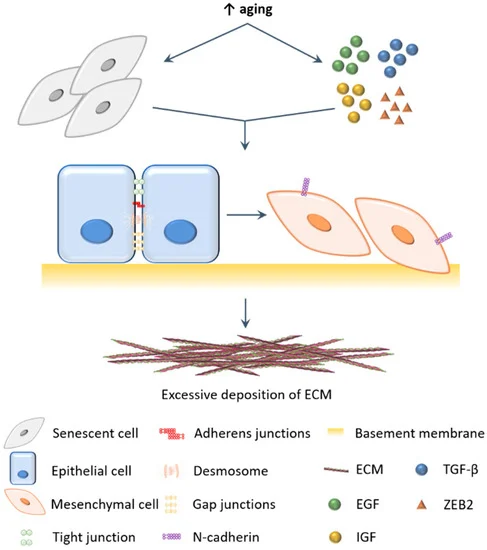 ↑ aging
Excessive deposition of ECM
Senescent cell
Adherens junctions
Basement membrane
Epithelial cell
Desmosome
ECM
TGF-β
Mesenchymal cell
Gap junctions
EGF
ZEB2
Tight junction
N-cadherin
IGF